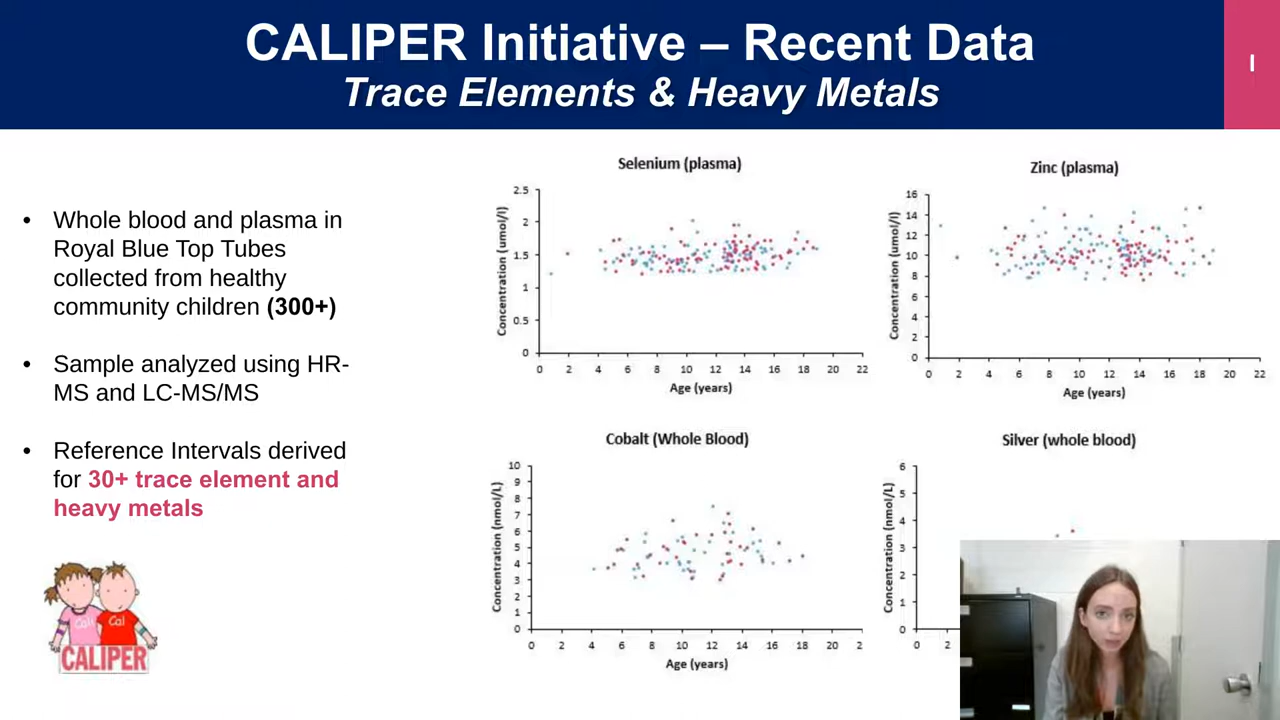 CALIPER Initiative – Recent Data
Trace Elements & Heavy Metals
• Whole blood and plasma in
Royal Blue Top Tubes
collected from healthy
community children (300+)
• Sample analyzed using HR-
MS and LC-MS/MS
• Reference Intervals derived
for 30+ trace element and
heavy metals
Cali
Cal
CALIPER
Selenium (plasma)
Concentration (umol/l)
2.5
2
1.5
1
0.5
0
0 2 4 6 8 10 12 14 16 18 20 22
Age (years)
Zinc (plasma)
Concentration (umol/l)
16
14
12
10
8
6
4
2
0
0 2 4 6 8 10 12 14 16 18 20 22
Age (years)
Cobalt (Whole Blood)
Concentration (nmol/L)
10
9
8
7
6
5
4
3
2
1
0
0 2 4 6 8 10 12 14 16 18 20 2
Age (years)
Silver (whole blood)
Concentration (nmol/L)
6
5
4
3
2
1
0
0 2